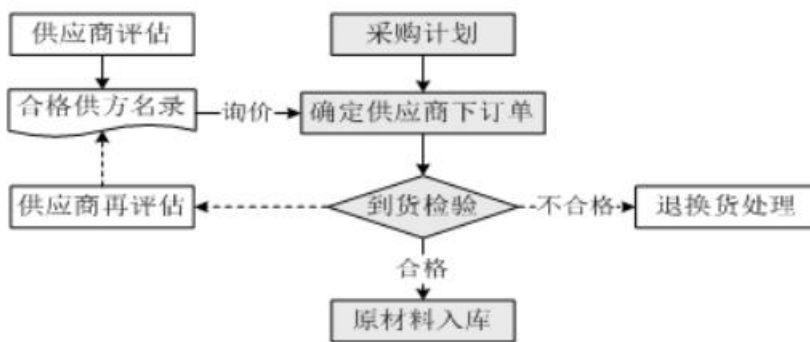 供应商评估
采购计划
合格供方名录
询价
确定供应商下订单
供应商再评估
到货检验
不合格
退换货处理
合格
原材料入库